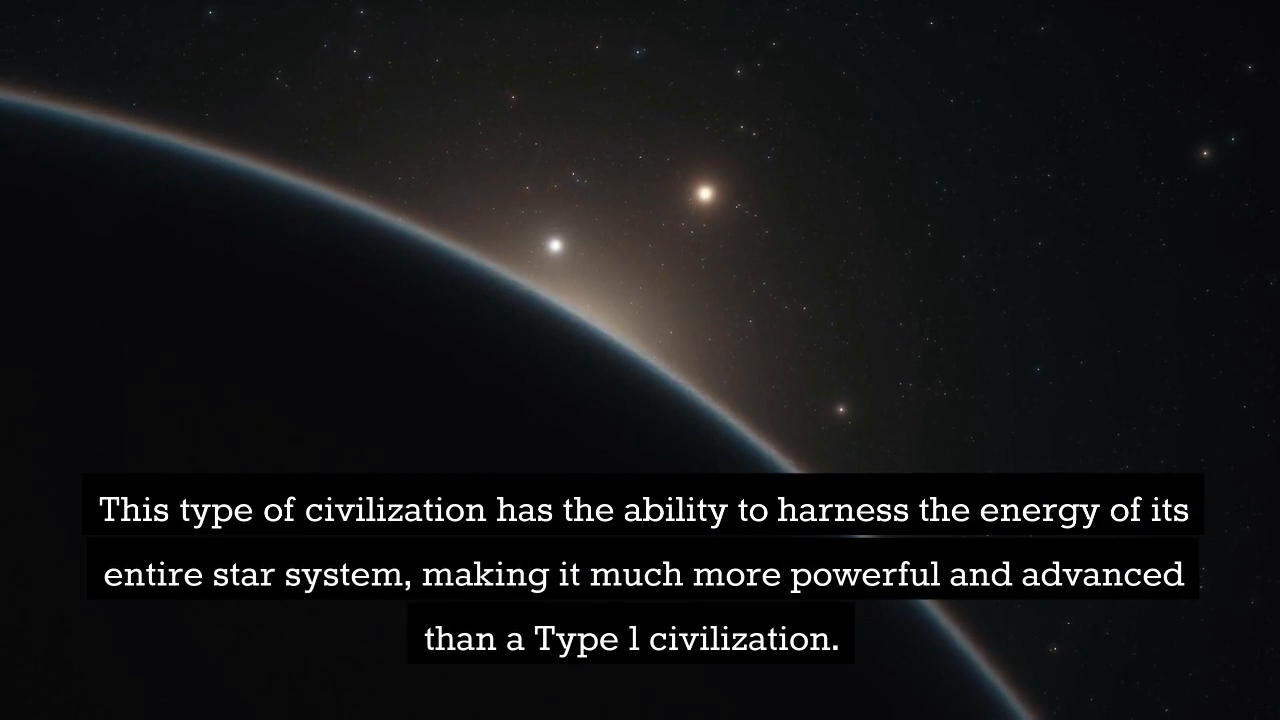 This type of civilization has the ability to harness the energy of its
entire star system, making it much more powerful and advanced
than a Type 1 civilization.